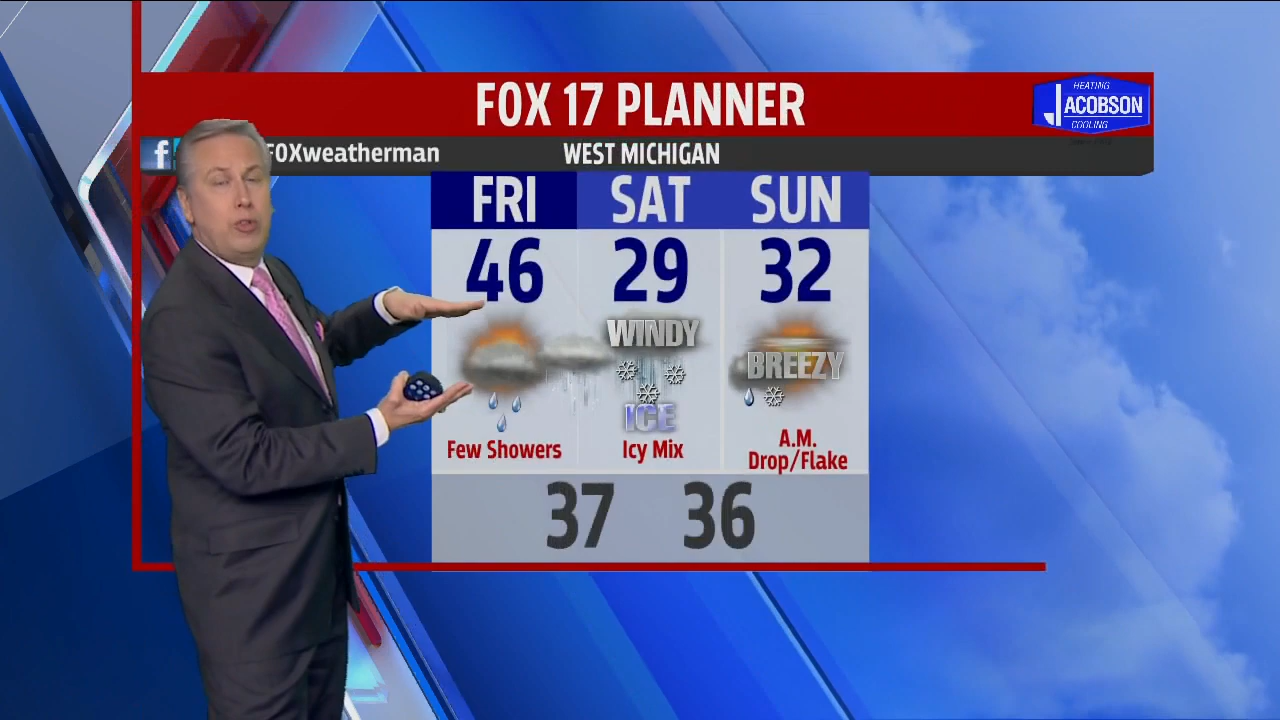 FOX 17 PLANNER
HEATING
JACOBSON
COOLING
f
FOXweatherman
WEST MICHIGAN
FRI SAT SUN
46 29 32
WINDY
BREEZY
ICE
Few Showers
Icy Mix
A.M.
Drop/Flake
37 36